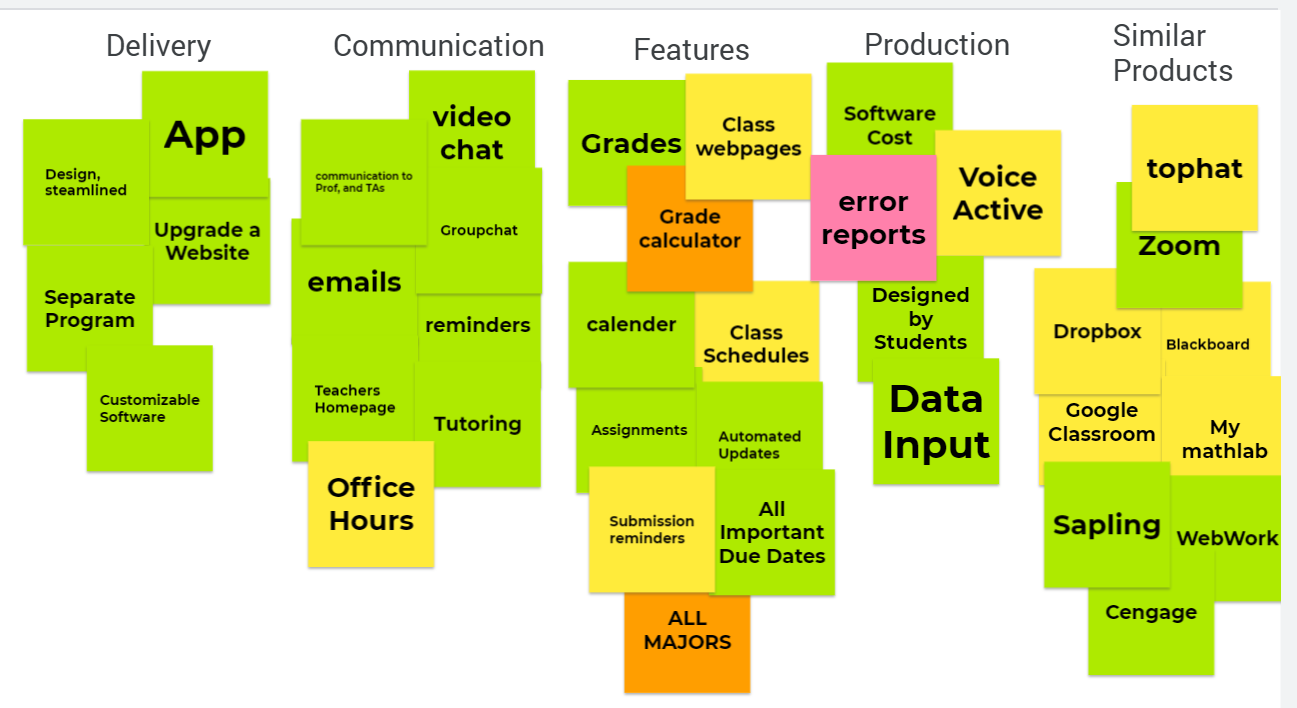 Delivery
App
Design,
steamlined
Upgrade a
Website
Separate
Program
Customizable
Software
Communication
video
chat
communication to
Prof, and TAs
Groupchat
emails
reminders
Teachers
Homepage
Tutoring
Office
Hours
Features
Grades
Class
webpages
Grade
calculator
calender
Class
Schedules
Assignments
Automated
Updates
Submission
reminders
All
Important
Due Dates
ALL
MAJORS
Production
Software
Cost
error
reports
Voice
Active
Designed
by
Students
Data
Input
Similar
Products
tophat
Zoom
Dropbox
Blackboard
Google
Classroom
My
mathlab
Sapling
WebWork
Cengage